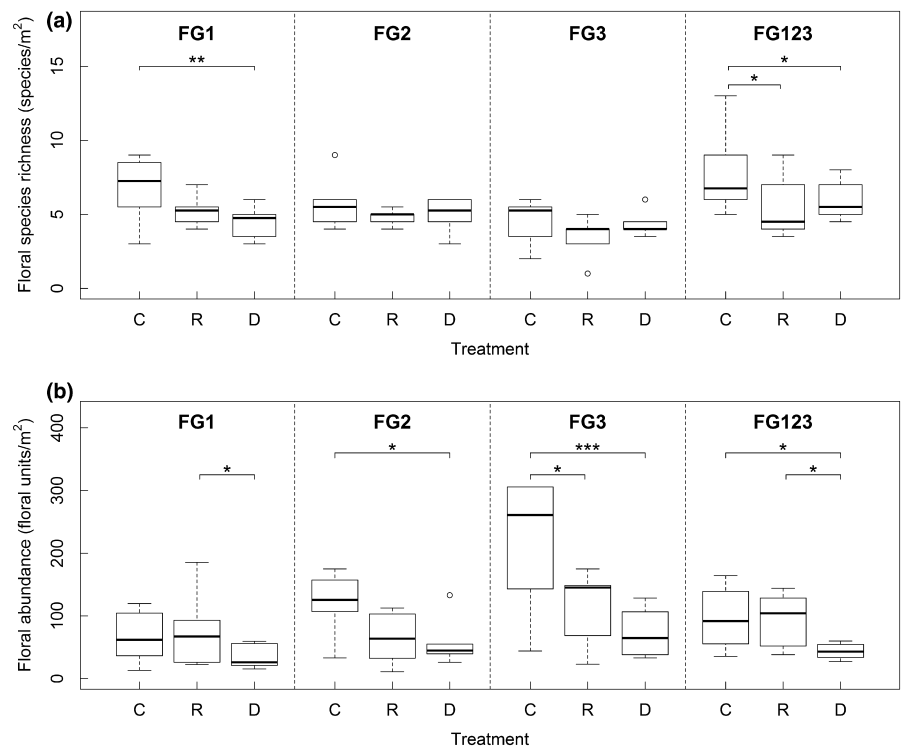 (a)
FG1 FG2 FG3 FG123
** * *
Floral species richness (species/m²)
15
10
5
0
C R D C R D C R D C R D
Treatment
(b)
FG1 FG2 FG3 FG123
* * *** * * *
Floral abundance (floral units/m²)
400
300
200
100
0
C R D C R D C R D C R D
Treatment